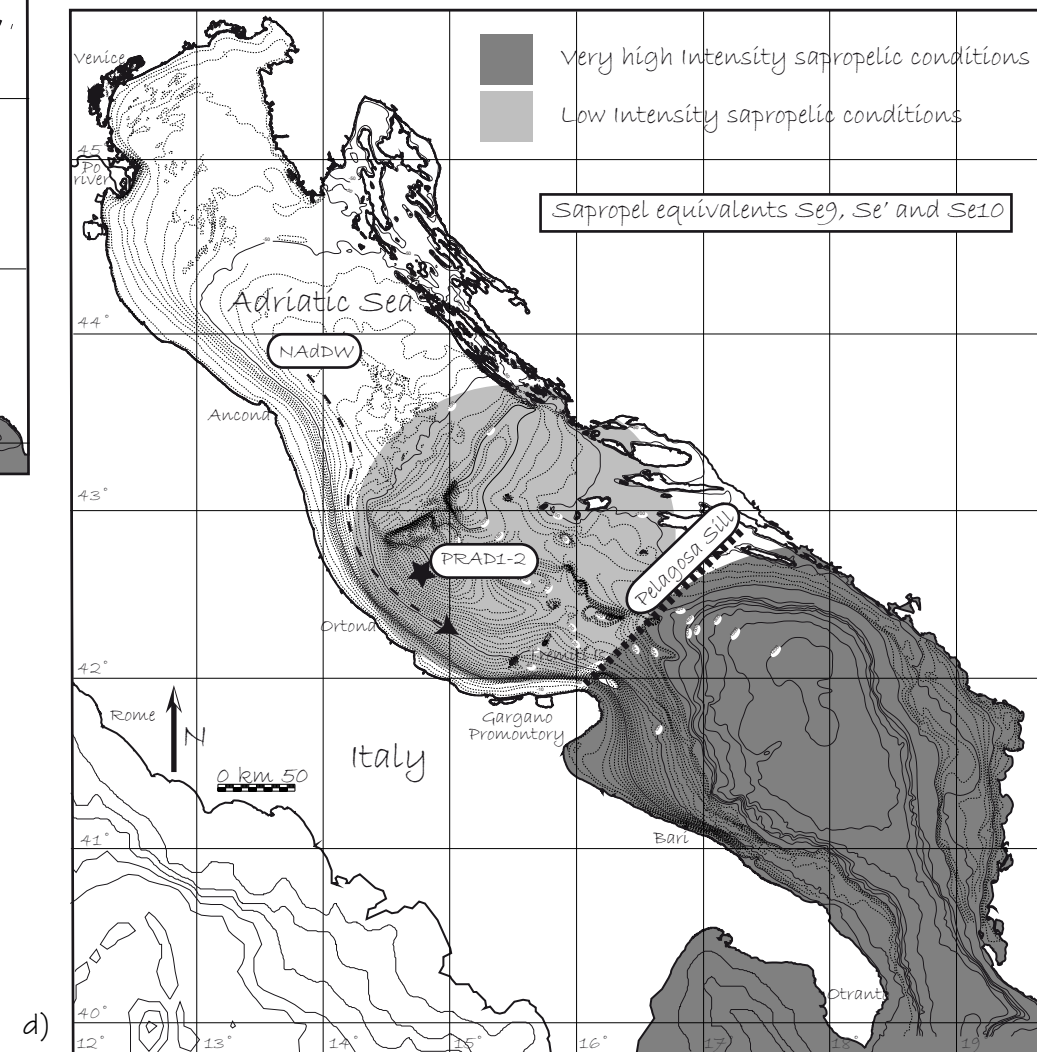 Venice
Very high Intensity sapropelic conditions
Low Intensity sapropelic conditions
45°
Po
river
Sapropel equivalents Se9, Se' and Se10
Adriatic Sea
44°
NAdDW
Ancona
43°
Pelagosa Sill
PRAD1-2
Ortona
42°
Rome
N
Gargano
Promontory
Italy
0 km 50
41°
Bari
Otranto
40°
d)
12° 13° 14° 15° 16° 17° 18° 19°